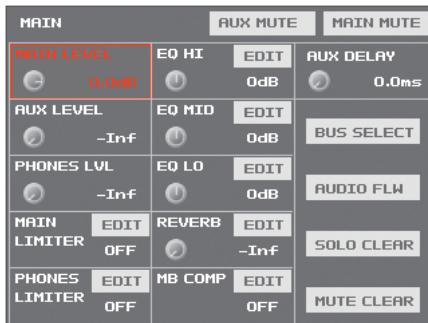 MAIN
AUX MUTE
MAIN MUTE
MAIN LEVEL
0.0dB
EQ HI
EDIT
0dB
AUX DELAY
0.0ms
AUX LEVEL
-Inf
EQ MID
EDIT
0dB
BUS SELECT
PHONES LVL
-Inf
EQ LO
EDIT
0dB
AUDIO FLW
MAIN
LIMITER
EDIT
OFF
REVERB
EDIT
-Inf
SOLO CLEAR
PHONES
LIMITER
EDIT
OFF
MB COMP
EDIT
OFF
MUTE CLEAR